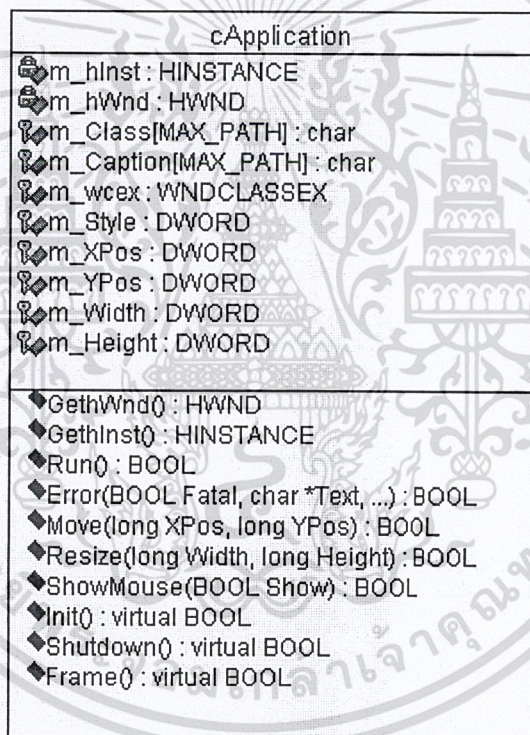 cApplication
m_hInst : HINSTANCE
m_hWnd : HWND
m_Class[MAX_PATH] : char
m_Caption[MAX_PATH] : char
m_wcex : WNDCLASSEX
m_Style : DWORD
m_XPos : DWORD
m_YPos : DWORD
m_Width : DWORD
m_Height : DWORD
GethWnd() : HWND
GethInst() : HINSTANCE
Run() : BOOL
Error(BOOL Fatal, char *Text, ...) : BOOL
Move(long XPos, long YPos) : BOOL
Resize(long Width, long Height) : BOOL
ShowMouse(BOOL Show) : BOOL
Init() : virtual BOOL
Shutdown() : virtual BOOL
Frame() : virtual BOOL